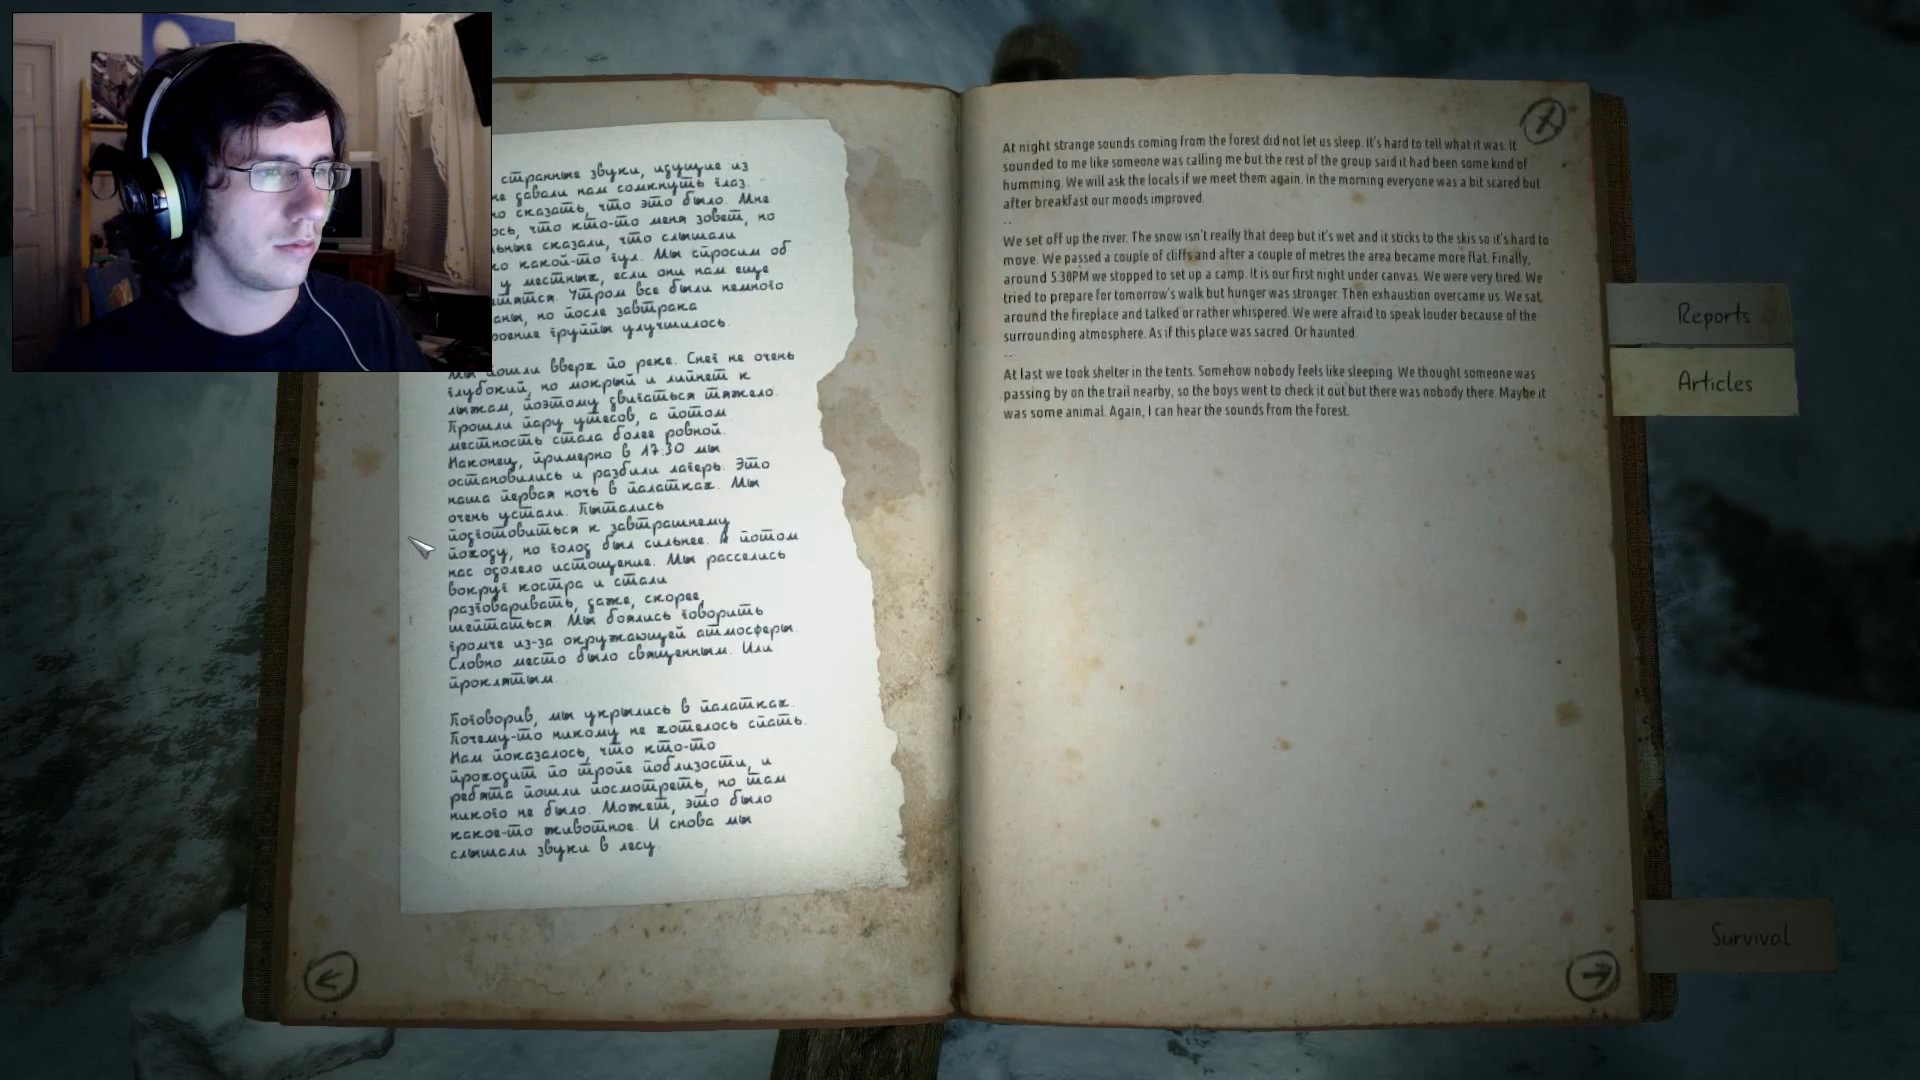 странные звуки, идущие из
не давали нам сомкнуть глаз.
сказать, что это было. Мне
что кто-то меня зовет, но
сказали, что слышали
какой-то гул. Мы спросим об
у местных, если они нам еще
Утром все были немного
но после завтрака
группы улучшилось.
Мы пошли вверх по реке. Снег не очень
глубокий, но мокрый и липнет к
лыжам, поэтому двигаться тяжело.
Прошли пару утесов, а потом
местность стала более ровной.
Наконец, примерно в 17:30 мы
остановились и разбили лагерь. Это
наша первая ночь в палатках. Мы
очень устали. Пытались
подготовиться к завтрашнему
походу, но голод был сильнее. А потом
нас одолело истощение. Мы расселись
вокруг костра и стали
разговаривать, даже, скорее,
шептаться. Мы боялись говорить
громче из-за окружающей атмосферы.
Словно место было священным. Или
проклятым.
Поговорив, мы укрылись в палатках.
Почему-то никому не хотелось спать.
Нам показалось, что кто-то
проходит по тропе поблизости, и
ребята пошли посмотреть, но там
никого не было. Может, это было
какое-то животное. И снова мы
слышали звуки в лесу.
At night strange sounds coming from the forest did not let us sleep. It's hard to tell what it was. It
sounded to me like someone was calling me but the rest of the group said it had been some kind of
humming. We will ask the locals if we meet them again. In the morning everyone was a bit scared but
after breakfast our moods improved.
--
We set off up the river. The snow isn't really that deep but it's wet and it sticks to the skis so it's hard to
move. We passed a couple of cliffs and after a couple of metres the area became more flat. Finally,
around 5:30PM we stopped to set up a camp. It is our first night under canvas. We were very tired. We
tried to prepare for tomorrow's walk but hunger was stronger. Then exhaustion overcame us. We sat
around the fireplace and talked or rather whispered. We were afraid to speak louder because of the
surrounding atmosphere. As if this place was sacred. Or haunted.
--
At last we took shelter in the tents. Somehow nobody feels like sleeping. We thought someone was
passing by on the trail nearby, so the boys went to check it out but there was nobody there. Maybe it
was some animal. Again, I can hear the sounds from the forest.
Reports
Articles
Survival